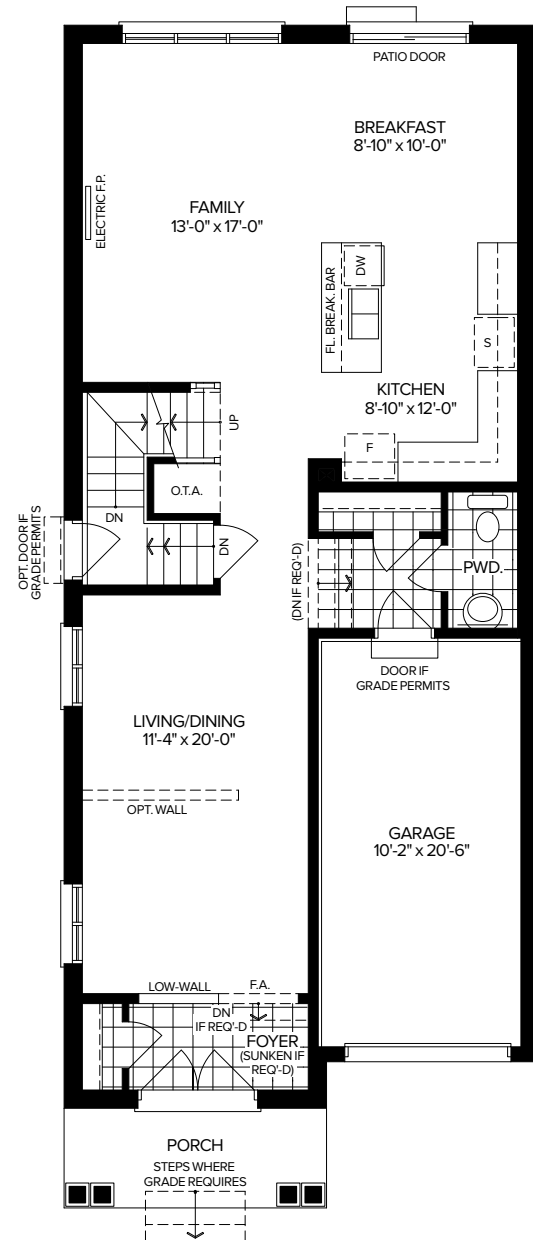 PATIO DOOR
BREAKFAST
8'-10" x 10'-0"
ELECTRIC F.P.
FAMILY
13'-0" x 17'-0"
FL. BREAK. BAR
DW
S
KITCHEN
8'-10" x 12'-0"
F
UP
O.T.A.
DN
DN
OPT. DOOR IF
GRADE PERMITS
(DN IF REQ'-D)
PWD.
DOOR IF
GRADE PERMITS
LIVING/DINING
11'-4" x 20'-0"
OPT. WALL
GARAGE
10'-2" x 20'-6"
LOW-WALL
F.A.
DN
IF REQ'-D
FOYER
(SUNKEN IF
REQ'-D)
PORCH
STEPS WHERE
GRADE REQUIRES